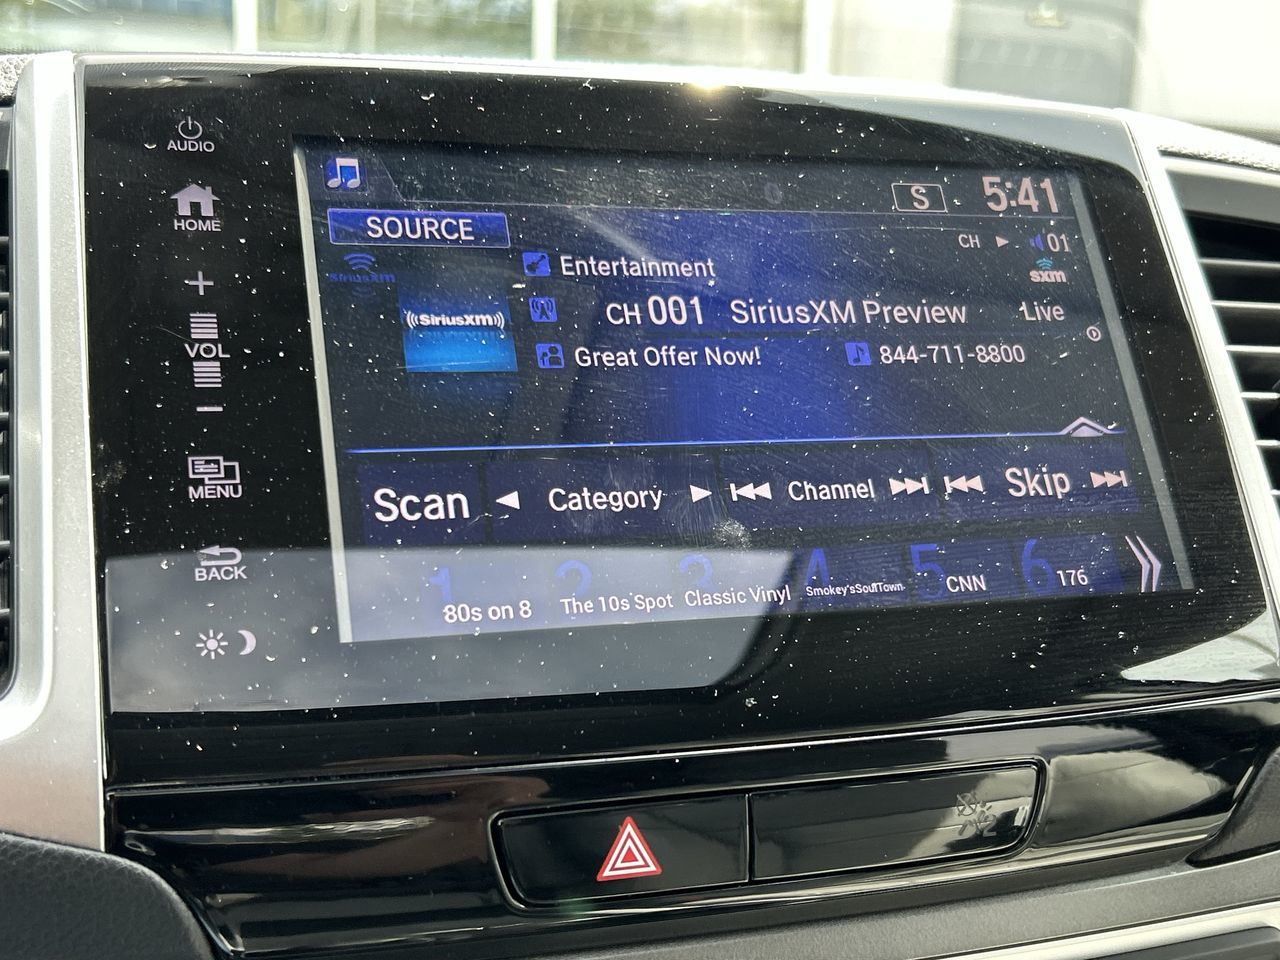 AUDIO
HOME
+
VOL
−
MENU
BACK
S
5:41
SOURCE
CH 01
SiriusXM
sxm
((SiriusXM))
Entertainment
CH 001 SiriusXM Preview Live
Great Offer Now! 844-711-8800
Scan Category Channel Skip
1 2 3 4 5 6
80s on 8 The 10s Spot Classic Vinyl Smokey'sSoulTown CNN 176